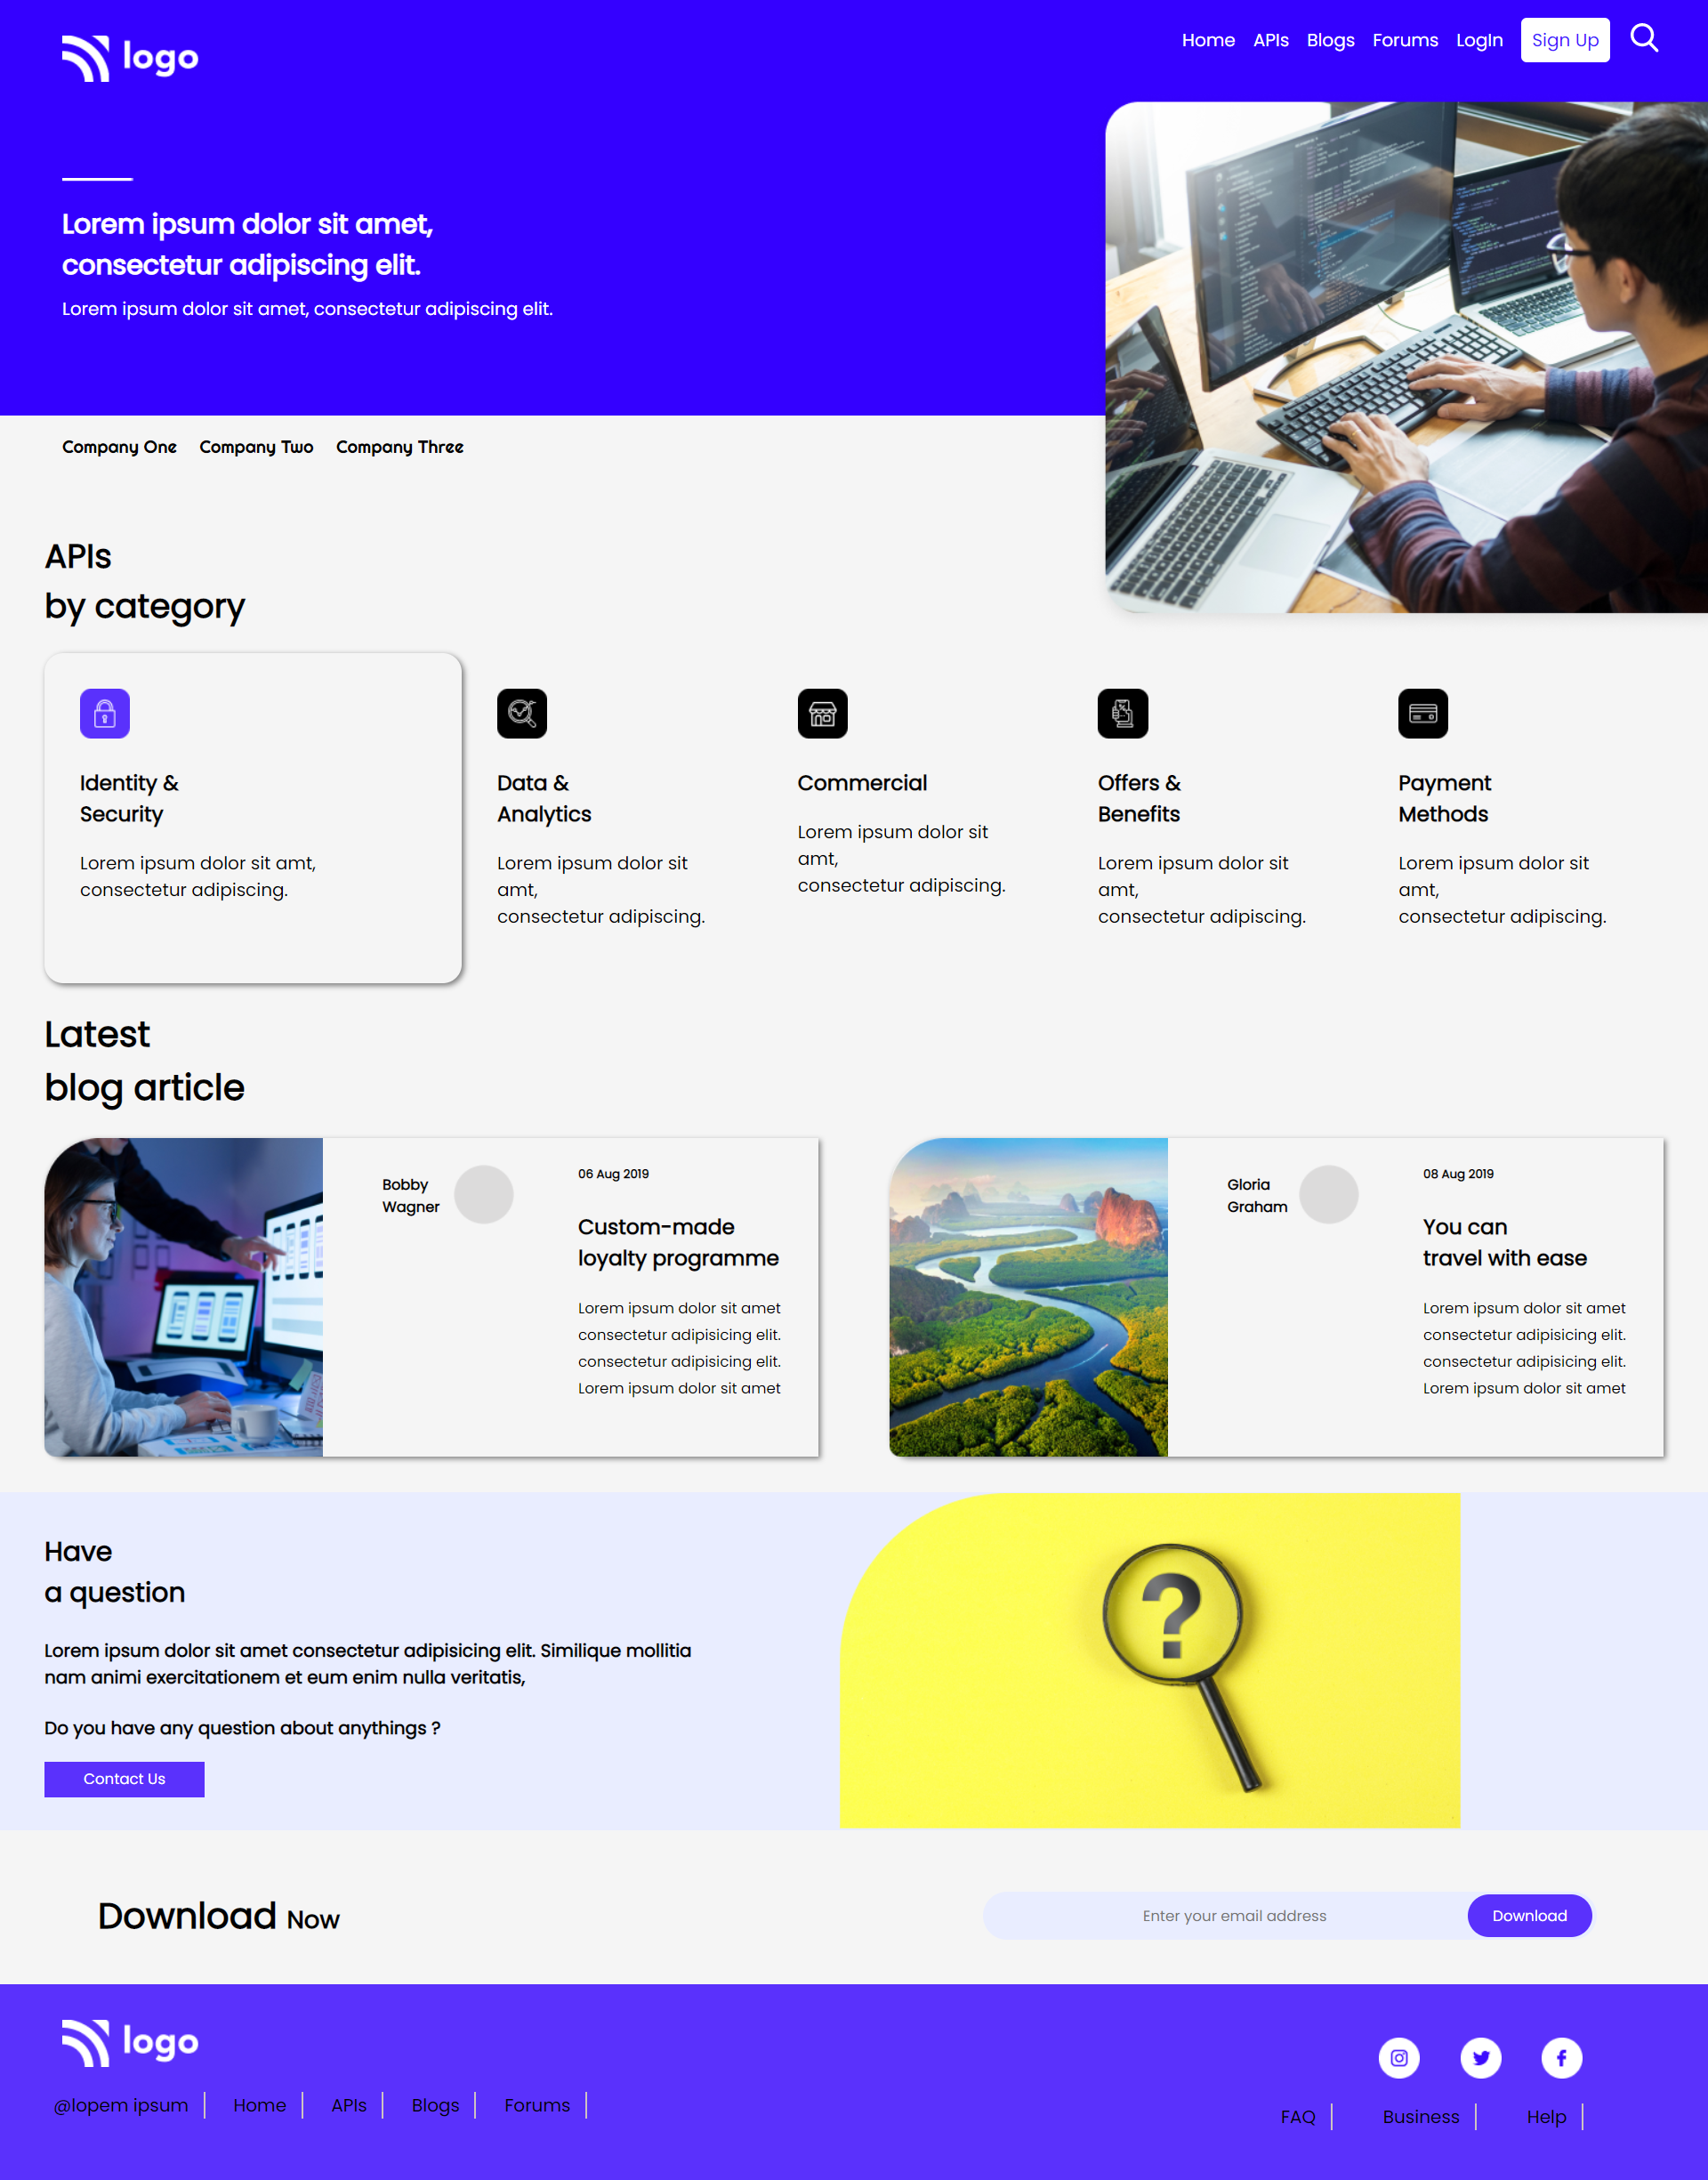 logo
Home APIs Blogs Forums LogIn Sign Up
Lorem ipsum dolor sit amet,
consectetur adipiscing elit.
Lorem ipsum dolor sit amet, consectetur adipiscing elit.
Company One Company Two Company Three
APIs
by category
Identity &
Security
Lorem ipsum dolor sit amt,
consectetur adipiscing.
Data &
Analytics
Lorem ipsum dolor sit
amt,
consectetur adipiscing.
Commercial
Lorem ipsum dolor sit
amt,
consectetur adipiscing.
Offers &
Benefits
Lorem ipsum dolor sit
amt,
consectetur adipiscing.
Payment
Methods
Lorem ipsum dolor sit
amt,
consectetur adipiscing.
Latest
blog article
Bobby
Wagner
06 Aug 2019
Custom-made
loyalty programme
Lorem ipsum dolor sit amet
consectetur adipisicing elit.
consectetur adipisicing elit.
Lorem ipsum dolor sit amet
Gloria
Graham
08 Aug 2019
You can
travel with ease
Lorem ipsum dolor sit amet
consectetur adipisicing elit.
consectetur adipisicing elit.
Lorem ipsum dolor sit amet
Have
a question
Lorem ipsum dolor sit amet consectetur adipisicing elit. Similique mollitia
nam animi exercitationem et eum enim nulla veritatis,
Do you have any question about anythings ?
Contact Us
?
Download Now
Enter your email address
Download
logo
@lopem ipsum Home APIs Blogs Forums
FAQ Business Help